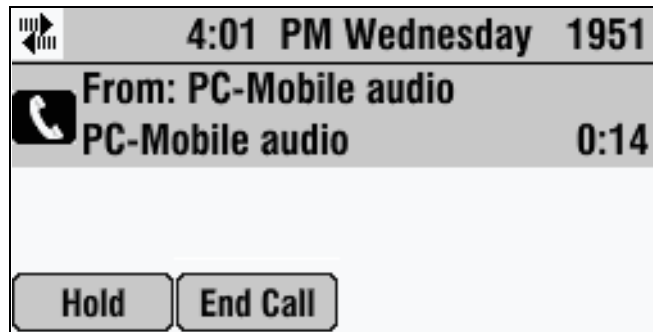 4:01 PM Wednesday 1951
From: PC-Mobile audio
PC-Mobile audio 0:14
Hold End Call